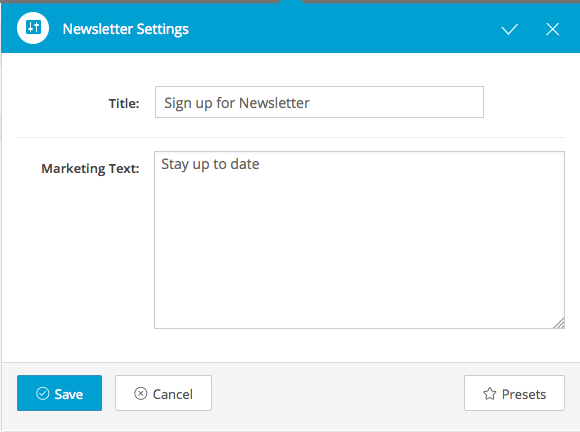 Newsletter Settings
Title: Sign up for Newsletter
Marketing Text: Stay up to date
Save Cancel Presets